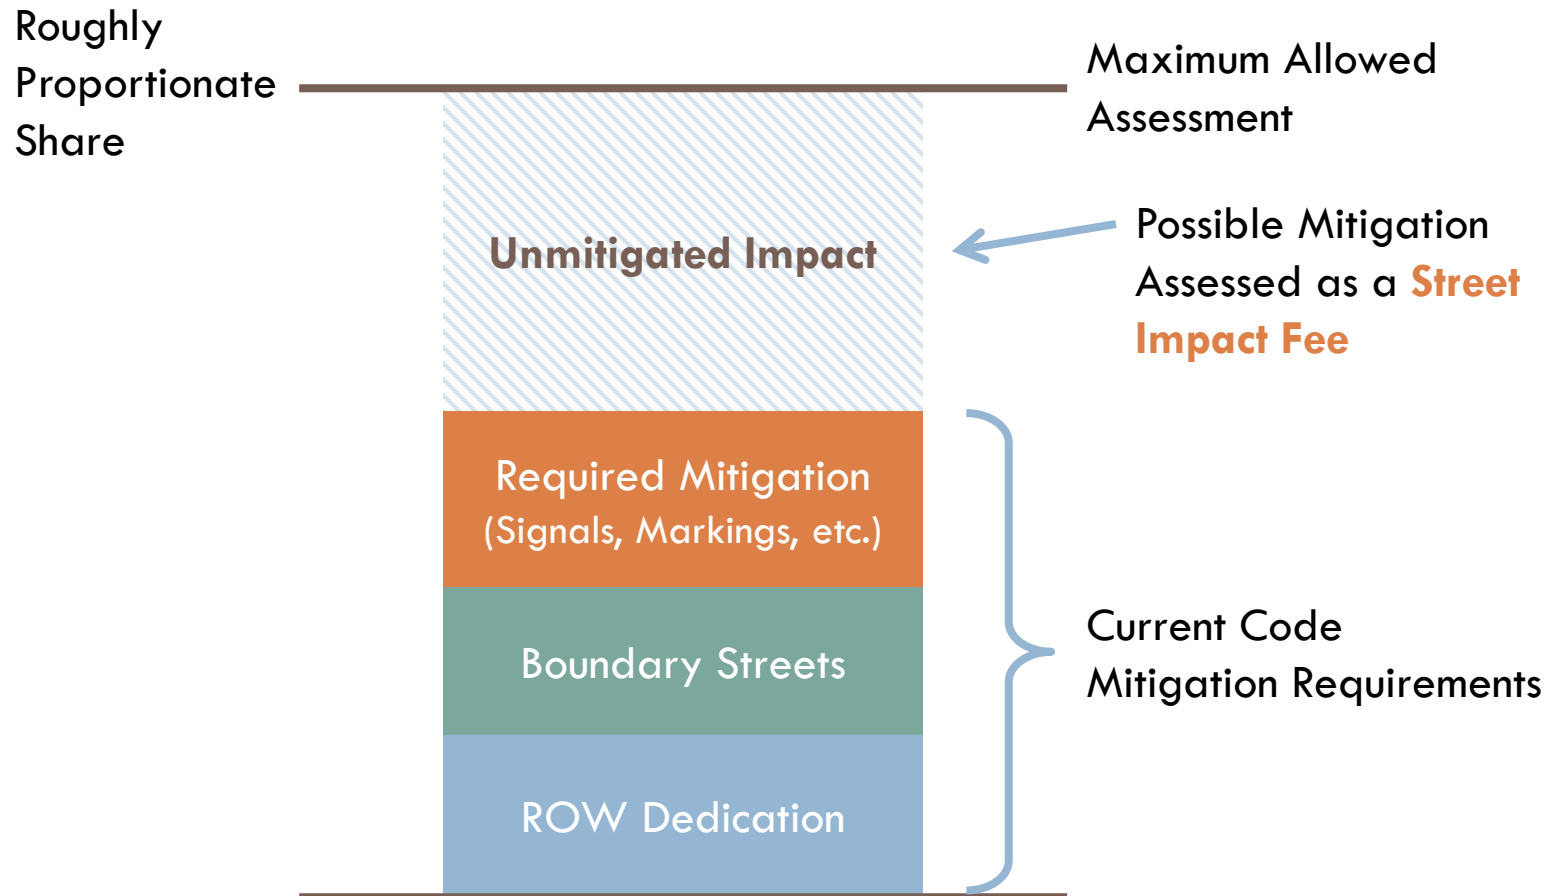 Roughly
Proportionate
Share
Maximum Allowed
Assessment
Unmitigated Impact
Possible Mitigation
Assessed as a Street
Impact Fee
Required Mitigation
(Signals, Markings, etc.)
Boundary Streets
Current Code
Mitigation Requirements
ROW Dedication